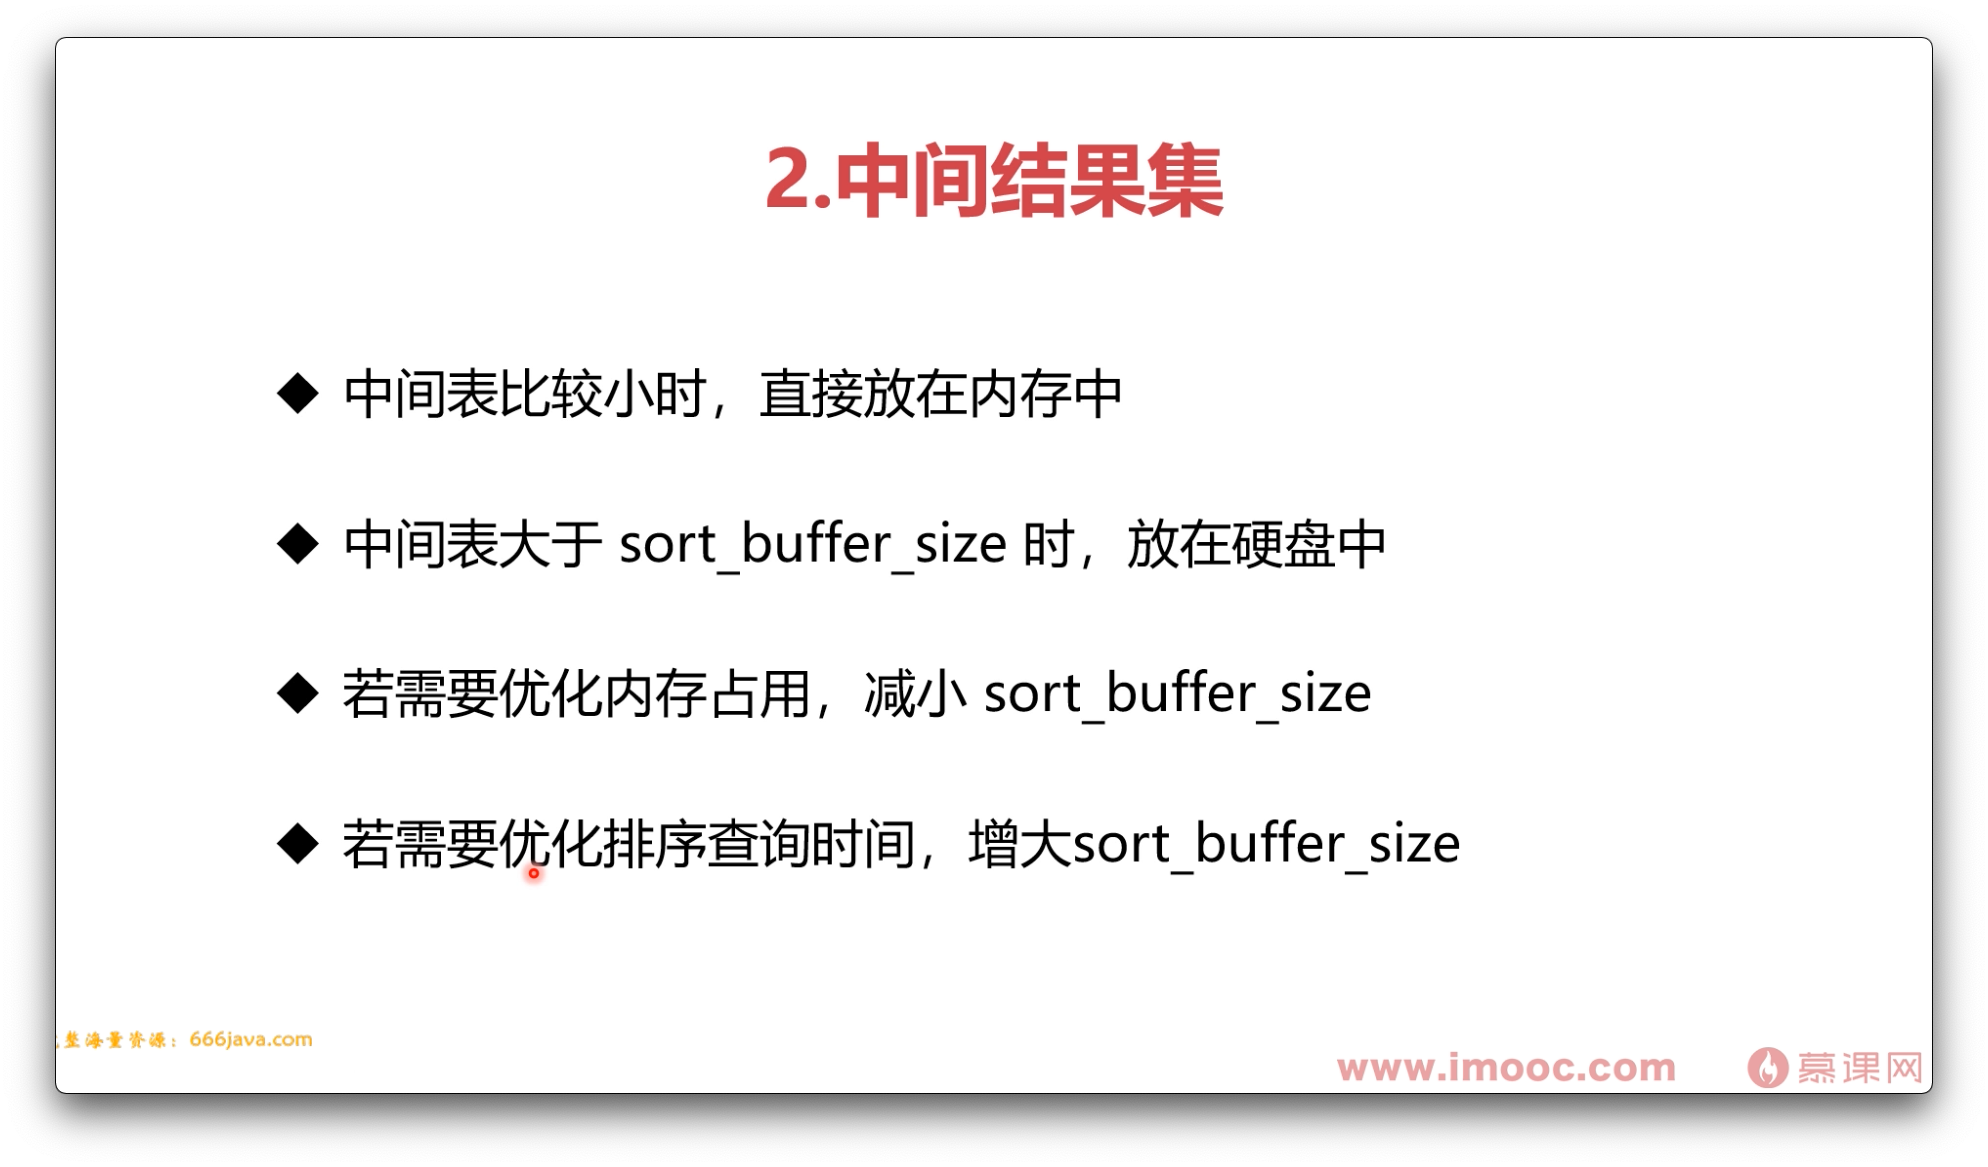 2.中间结果集
◆ 中间表比较小时，直接放在内存中
◆ 中间表大于 sort_buffer_size 时，放在硬盘中
◆ 若需要优化内存占用，减小 sort_buffer_size
◆ 若需要优化排序查询时间，增大sort_buffer_size
整海量资源：666java.com
www.imooc.com 慕课网